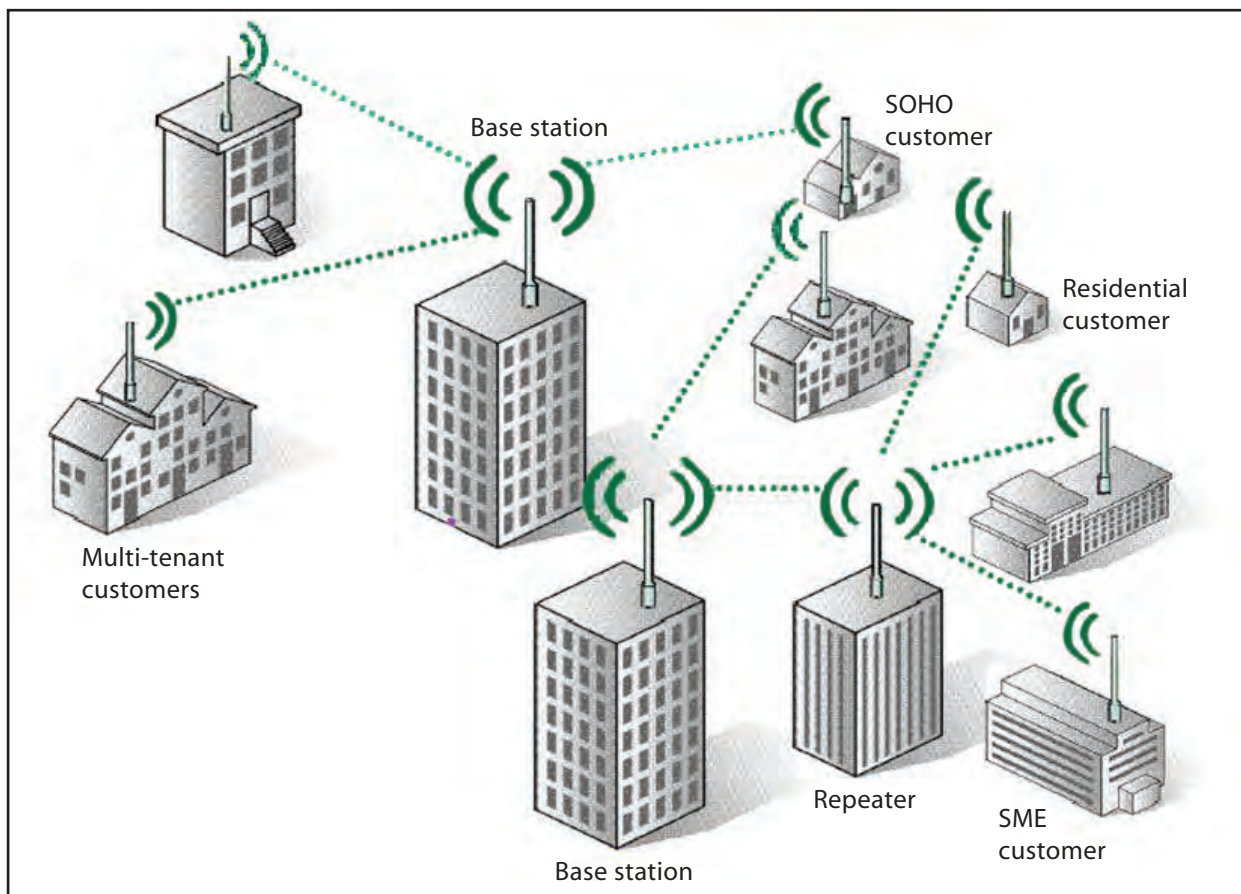 Base station
SOHO
customer
Residential
customer
Multi-tenant
customers
Repeater
SME
customer
Base station